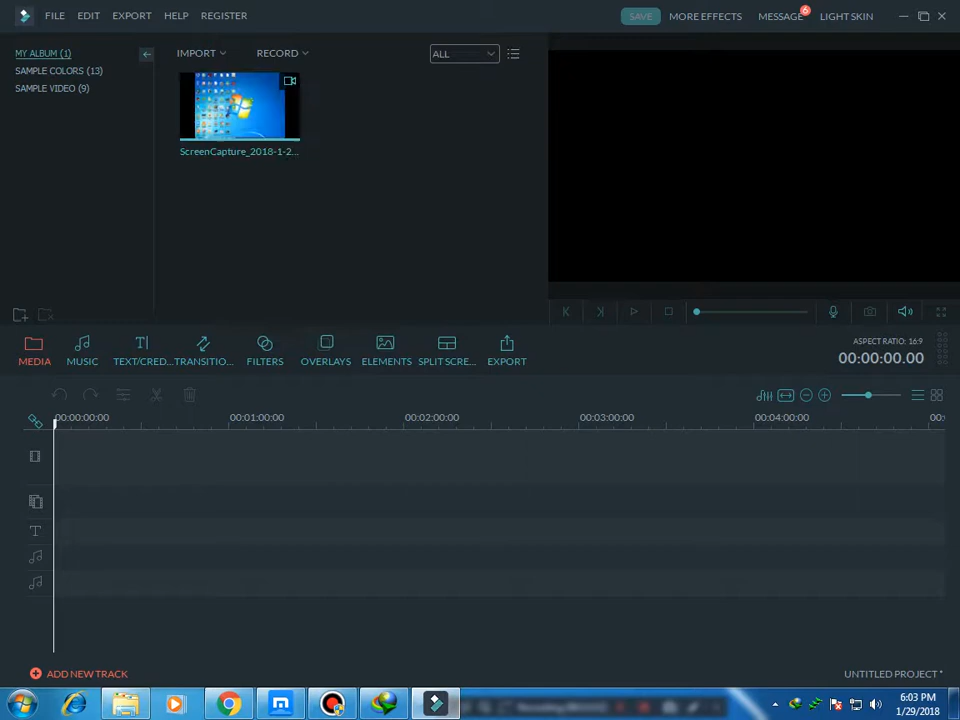 FILE EDIT EXPORT HELP REGISTER SAVE MORE EFFECTS MESSAGE 6 LIGHT SKIN
MY ALBUM (1) IMPORT RECORD ALL
SAMPLE COLORS (13)
SAMPLE VIDEO (9)
ScreenCapture_2018-1-2...
MEDIA MUSIC TEXT/CRED... TRANSITIO... FILTERS OVERLAYS ELEMENTS SPLIT SCRE... EXPORT
ASPECT RATIO: 16:9
00:00:00.00
00:00:00:00 00:01:00:00 00:02:00:00 00:03:00:00 00:04:00:00 00:
ADD NEW TRACK UNTITLED PROJECT *
6:03 PM
1/29/2018